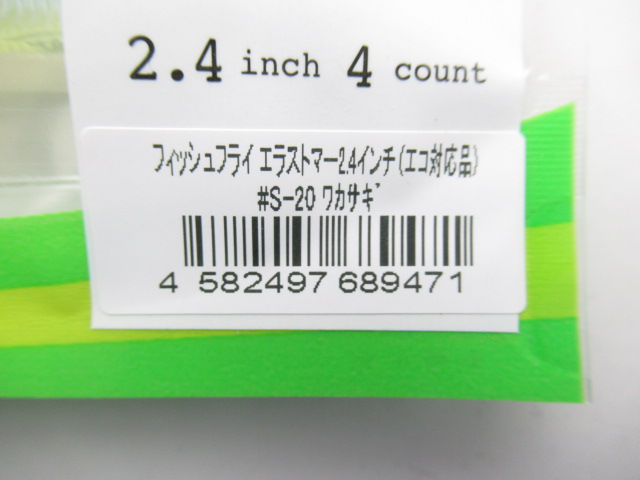 2.4 inch 4 count
フィッシュフライ エラストマー2.4インチ(エコ対応品)
#S-20 ワカサギ
4 582497 689471